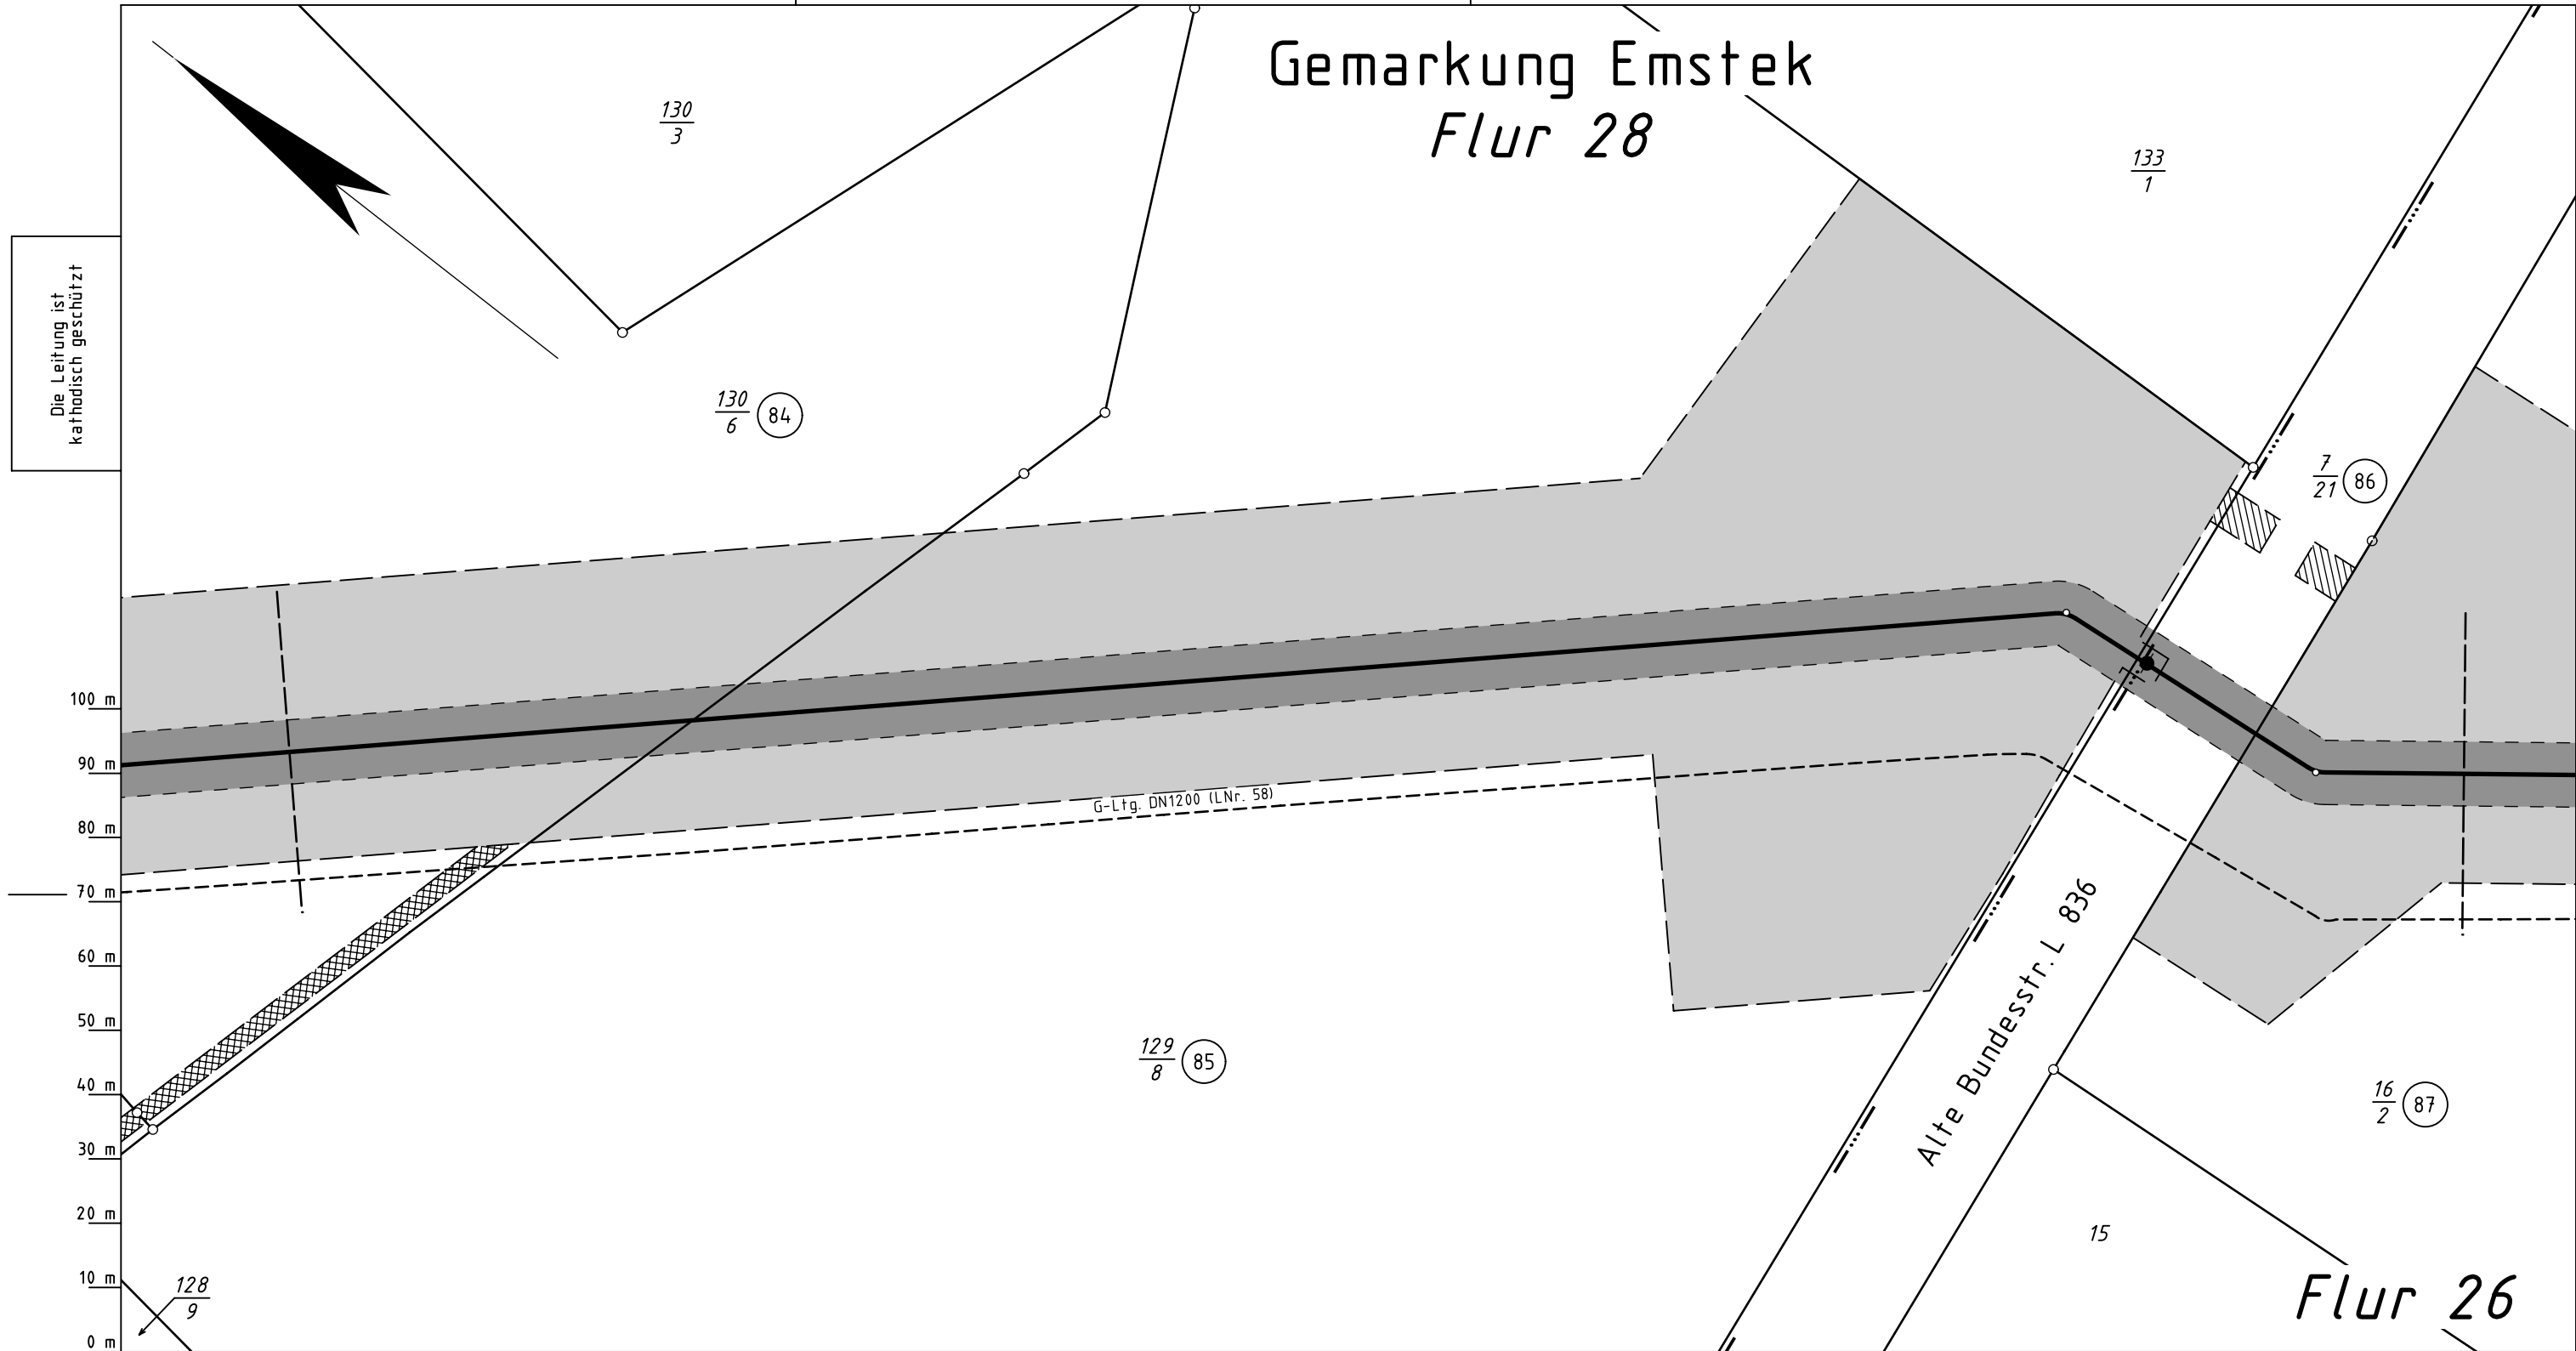 Gemarkung Emstek
Flur 28
130
3
133
1
Die Leitung ist
kathodisch geschützt
130
6
84
7
21
86
100 m
90 m
80 m
70 m
60 m
50 m
40 m
30 m
20 m
10 m
0 m
G-Ltg. DN1200 (LNr. 58)
Alte Bundesstr. L 836
129
8
85
16
2
87
15
128
9
Flur 26